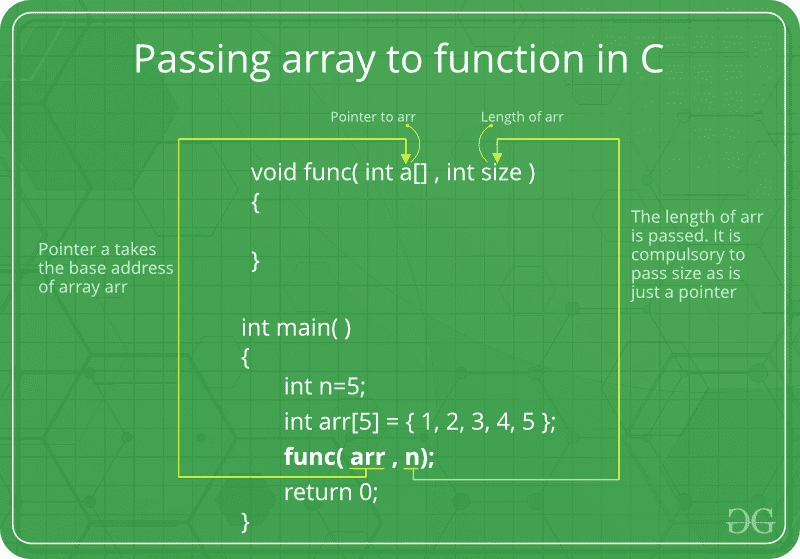 Passing array to function in C
Pointer to arr
Length of arr
void func( int a[] , int size )
{
}
Pointer a takes
the base address
of array arr
The length of arr
is passed. It is
compulsory to
pass size as is
just a pointer
int main( )
{
int n=5;
int arr[5] = { 1, 2, 3, 4, 5 };
func( arr , n);
return 0;
}
GG